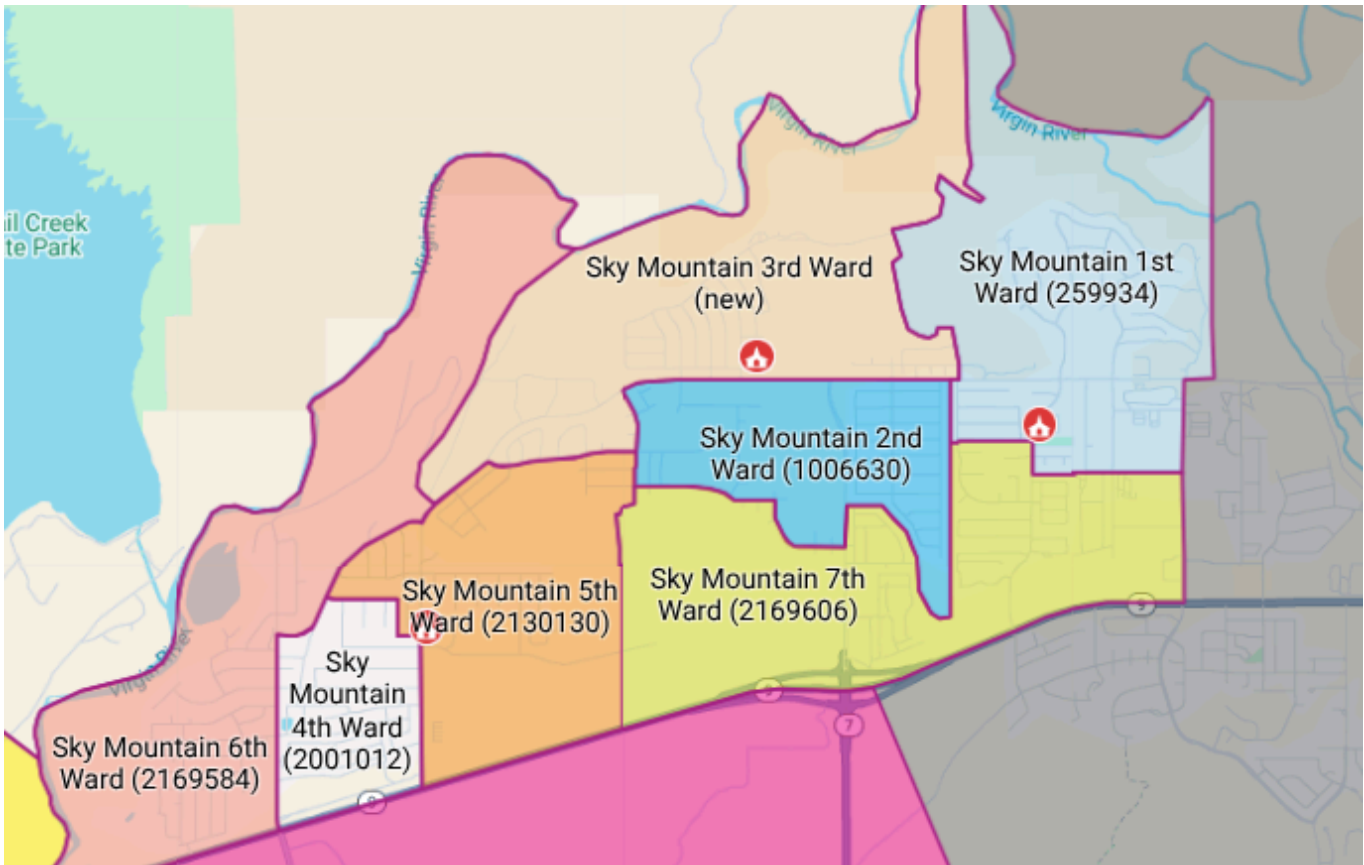 Virgin River
Virgin River
Virgin River
ail Creek
te Park
Sky Mountain 3rd Ward
(new)
Sky Mountain 1st
Ward (259934)
Sky Mountain 2nd
Ward (1006630)
Sky Mountain 5th
Ward (2130130)
Sky Mountain 7th
Ward (2169606)
9
Sky
Mountain
4th Ward
(2001012)
Virgin River
9
7
Sky Mountain 6th
Ward (2169584)
9